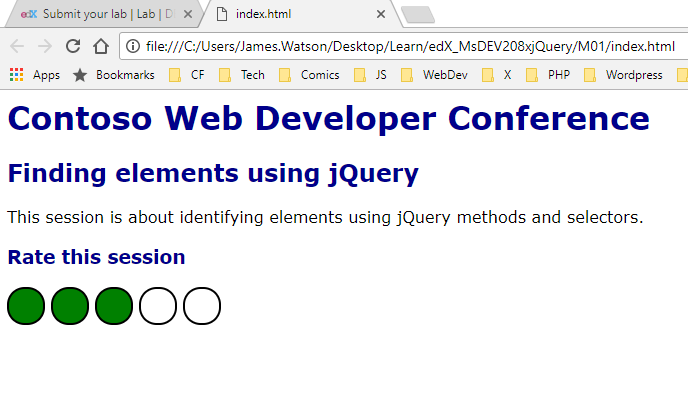 edX Submit your lab | Lab | D
index.html
file:///C:/Users/James.Watson/Desktop/Learn/edX_MsDEV208xjQuery/M01/index.html
Apps Bookmarks CF Tech Comics JS WebDev X PHP Wordpress
Contoso Web Developer Conference
Finding elements using jQuery
This session is about identifying elements using jQuery methods and selectors.
Rate this session